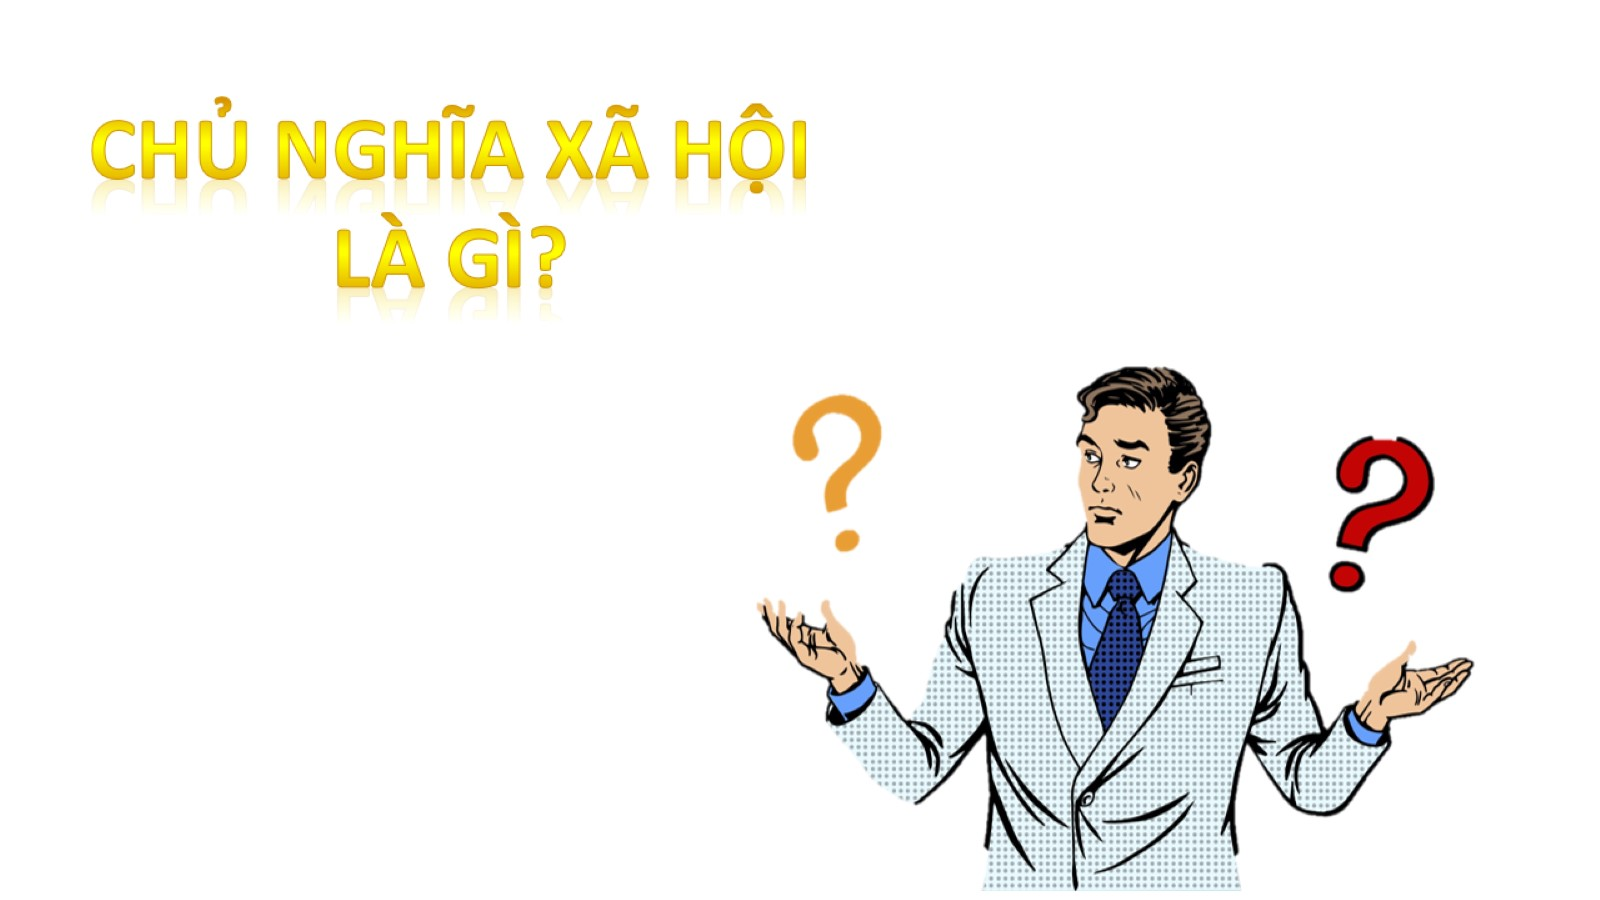 CHỦ NGHĨA XÃ HỘI
LÀ GÌ?
?
?